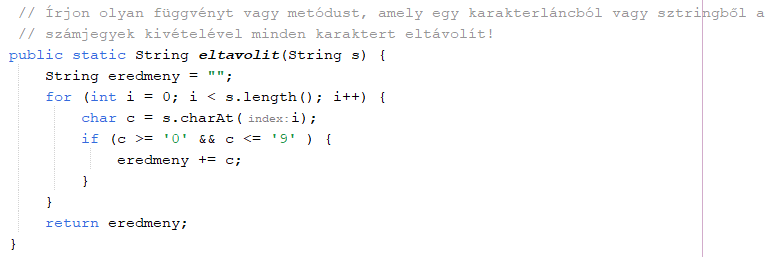 // Írjon olyan függvényt vagy metódust, amely egy karakterláncból vagy sztringből a
// számjegyek kivételével minden karaktert eltávolít!
public static String eltavolit(String s) {
    String eredmeny = "";
    for (int i = 0; i < s.length(); i++) {
        char c = s.charAt( index: i);
        if (c >= '0' && c <= '9' ) {
            eredmeny += c;
        }
    }
    return eredmeny;
}